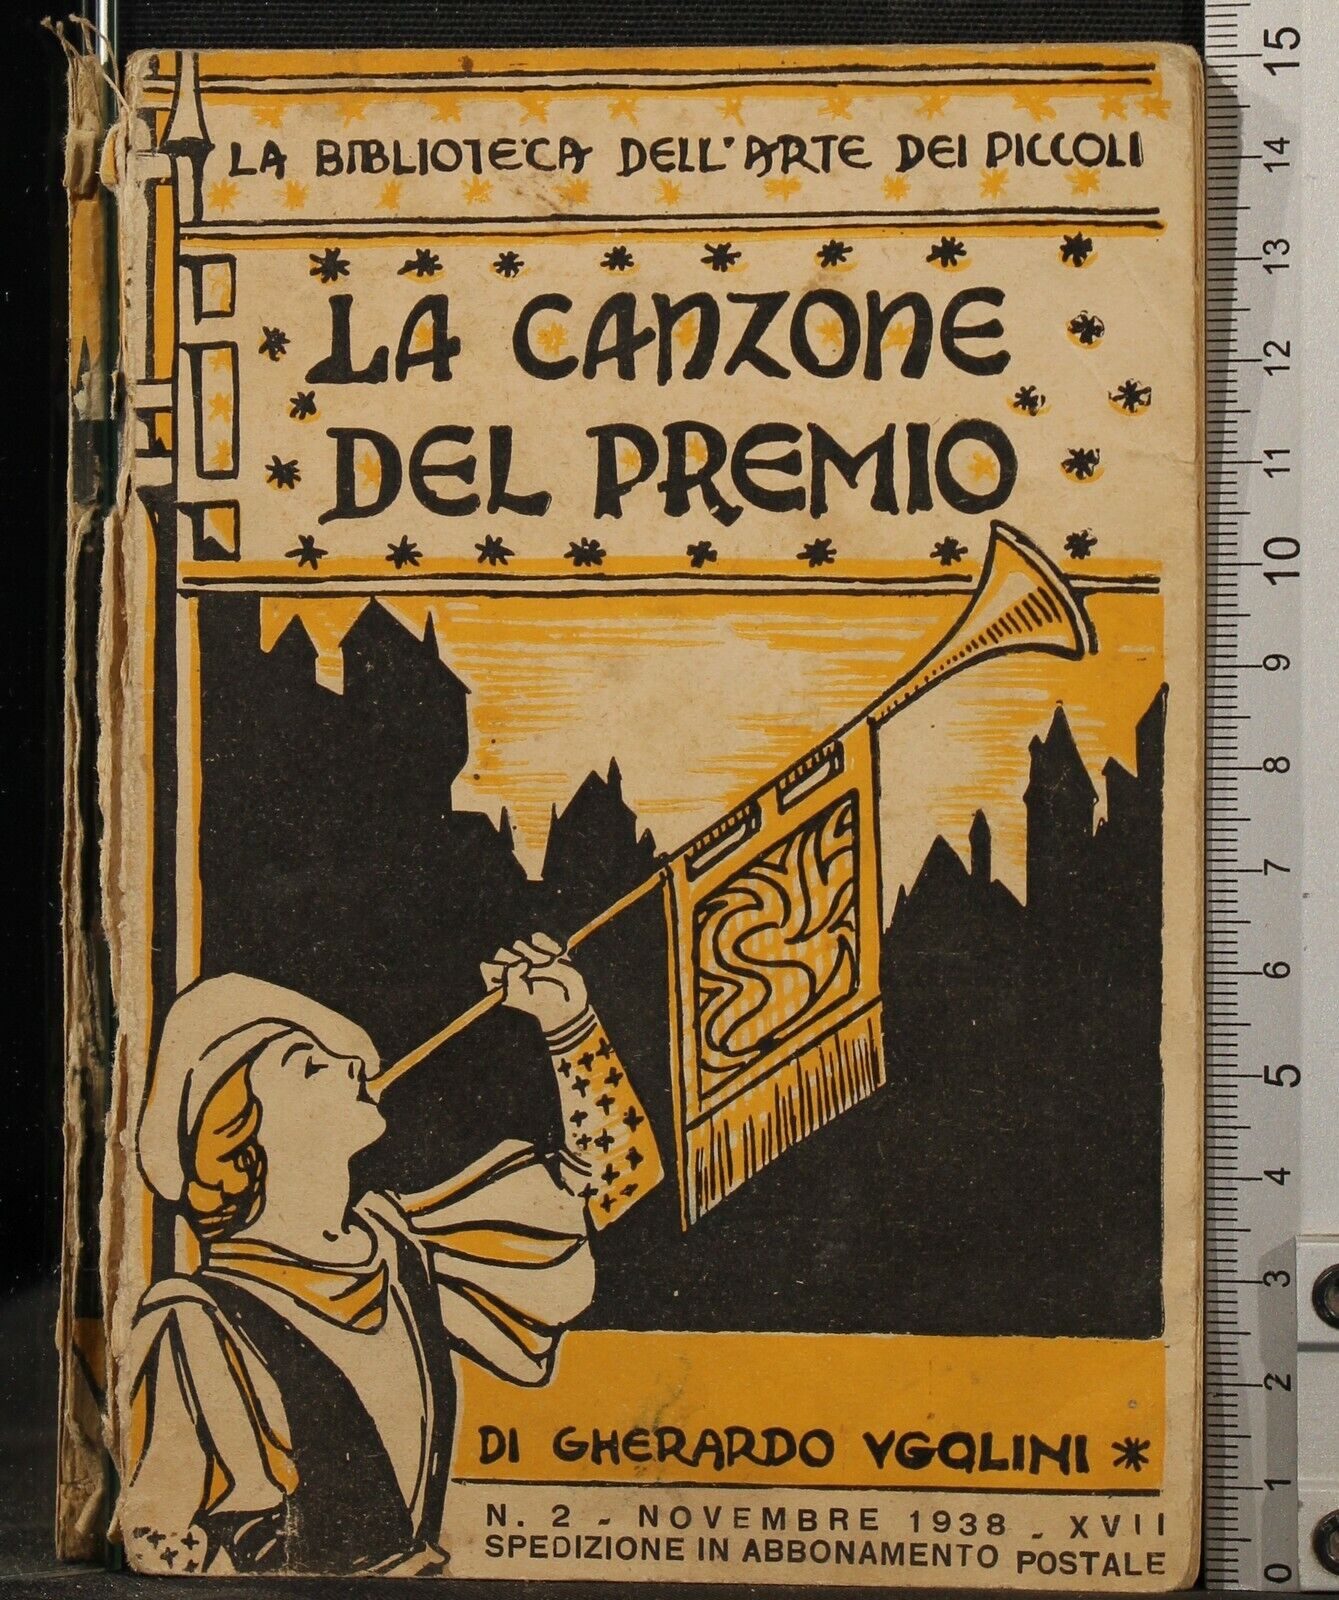 LA BIBLIOTECA DELL'ARTE DEI PICCOLI
LA CANZONE
DEL PREMIO
DI GHERARDO UGOLINI
N. 2 - NOVEMBRE 1938 - XVII
SPEDIZIONE IN ABBONAMENTO POSTALE
15
14
13
12
11
10
9
8
7
6
5
4
3
2
1
0